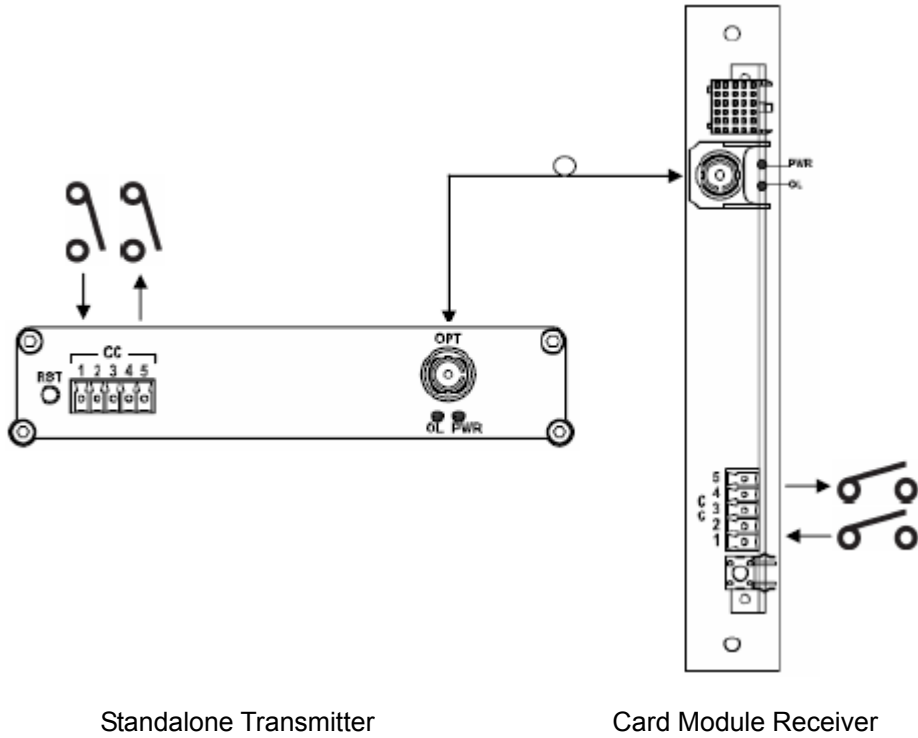 PWR
OL
CC
1 2 3 4 5
RST
OPT
OL PWR
5
4
3
2
1
C
C
Standalone Transmitter
Card Module Receiver